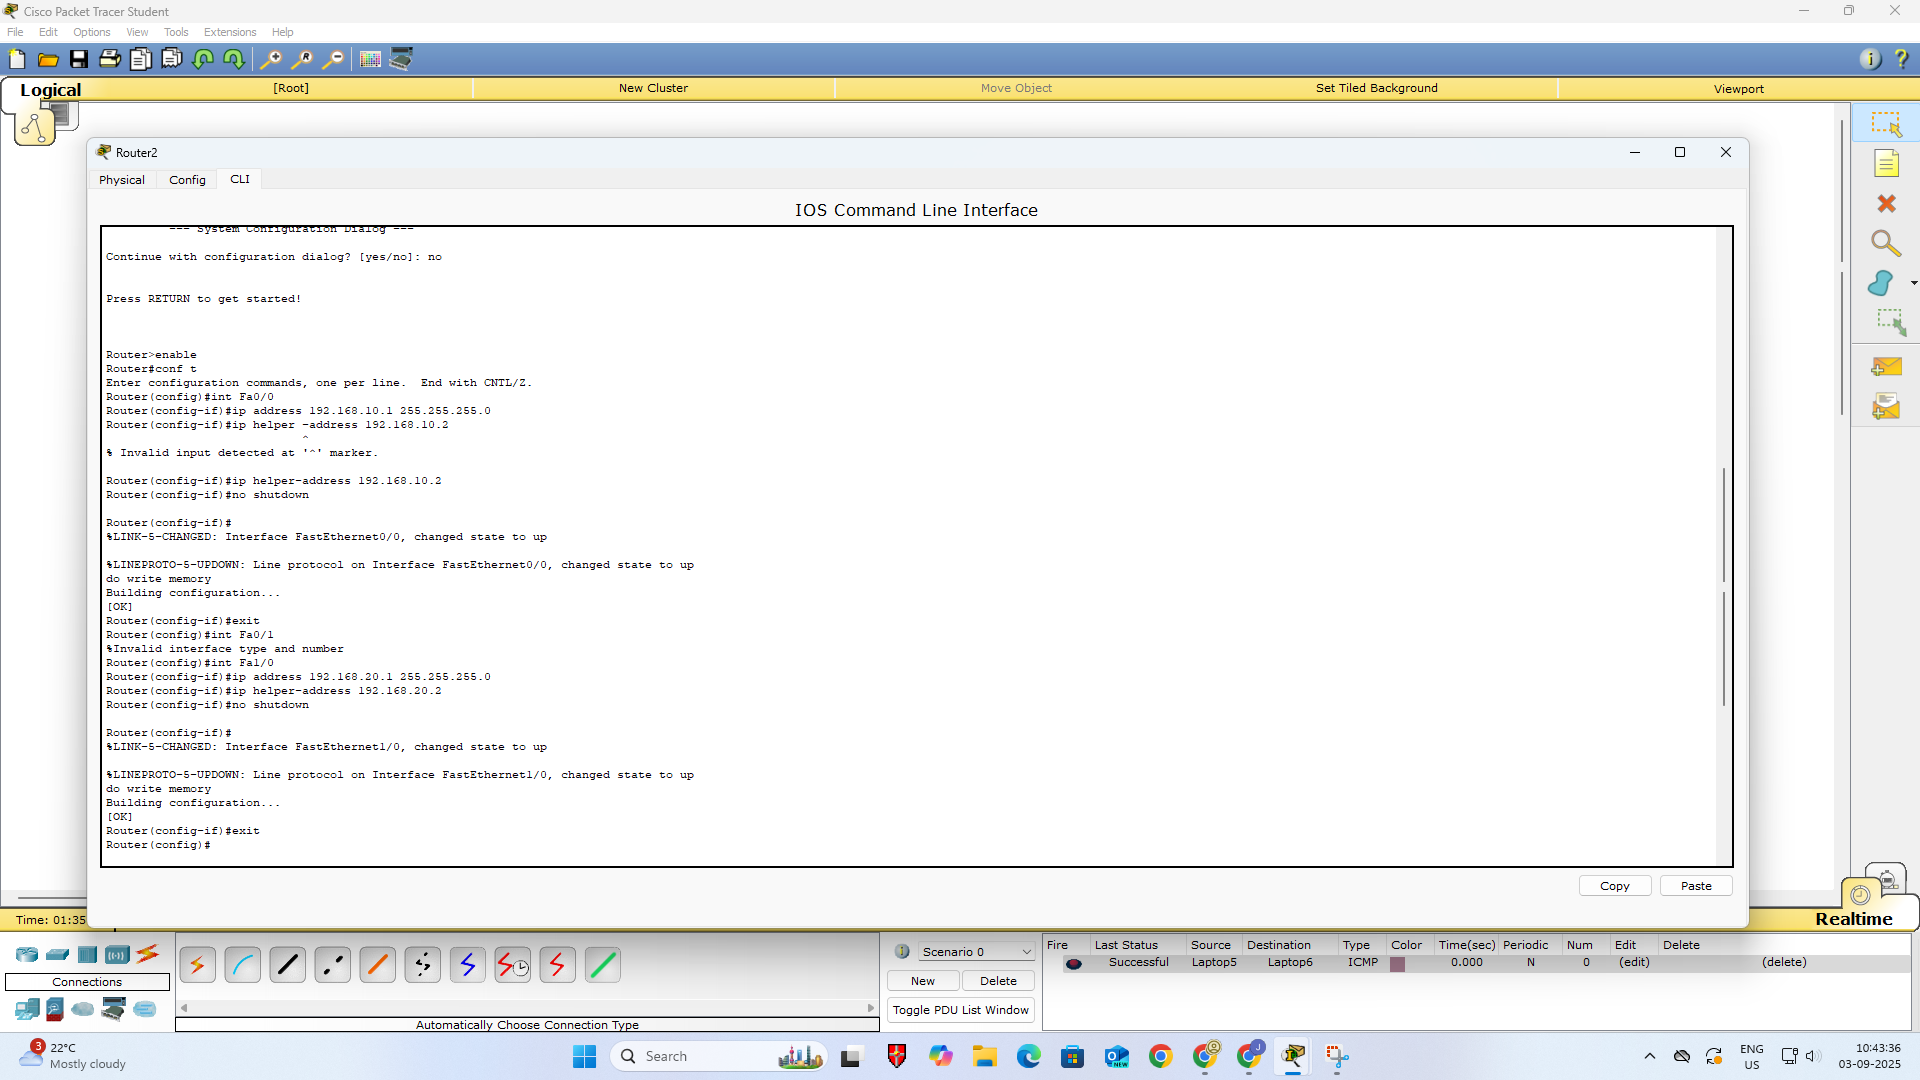 Cisco Packet Tracer Student
File Edit Options View Tools Extensions Help
Logical [Root] New Cluster Move Object Set Tiled Background Viewport
Router2
Physical Config CLI
IOS Command Line Interface
--- System Configuration Dialog ---
Continue with configuration dialog? [yes/no]: no
Press RETURN to get started!
Router>enable
Router#conf t
Enter configuration commands, one per line.  End with CNTL/Z.
Router(config)#int Fa0/0
Router(config-if)#ip address 192.168.10.1 255.255.255.0
Router(config-if)#ip helper -address 192.168.10.2
^
% Invalid input detected at '^' marker.
Router(config-if)#ip helper-address 192.168.10.2
Router(config-if)#no shutdown
Router(config-if)#
%LINK-5-CHANGED: Interface FastEthernet0/0, changed state to up
%LINEPROTO-5-UPDOWN: Line protocol on Interface FastEthernet0/0, changed state to up
do write memory
Building configuration...
[OK]
Router(config-if)#exit
Router(config)#int Fa0/1
%Invalid interface type and number
Router(config)#int Fa1/0
Router(config-if)#ip address 192.168.20.1 255.255.255.0
Router(config-if)#ip helper-address 192.168.20.2
Router(config-if)#no shutdown
Router(config-if)#
%LINK-5-CHANGED: Interface FastEthernet1/0, changed state to up
%LINEPROTO-5-UPDOWN: Line protocol on Interface FastEthernet1/0, changed state to up
do write memory
Building configuration...
[OK]
Router(config-if)#exit
Router(config)#
Copy Paste
Time: 01:35
Realtime
Connections
Automatically Choose Connection Type
Scenario 0
New Delete
Toggle PDU List Window
Fire Last Status Source Destination Type Color Time(sec) Periodic Num Edit Delete
Successful Laptop5 Laptop6 ICMP 0.000 N 0 (edit) (delete)
3
22°C
Mostly cloudy
Search
NEW
ENG
US
10:43:36
03-09-2025